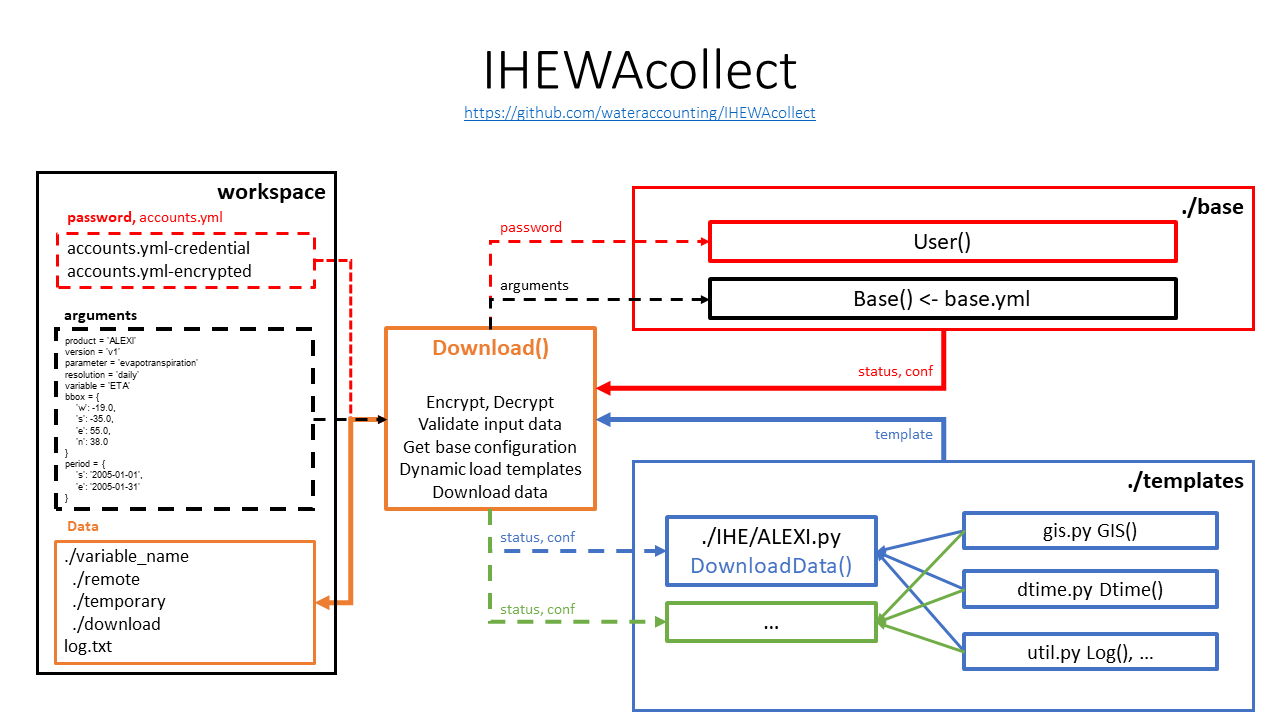 IHEWAcollect
https://github.com/wateraccounting/IHEWAcollect
workspace
password, accounts.yml
accounts.yml-credential
accounts.yml-encrypted
arguments
product = 'ALEXI'
version = 'v1'
parameter = 'evapotranspiration'
resolution = 'daily'
variable = 'ETA'
bbox = {
'w': -19.0,
's': -35.0,
'e': 55.0,
'n': 38.0
}
period = {
's': '2005-01-01',
'e': '2005-01-31'
}
Data
./variable_name
./remote
./temporary
./download
log.txt
password
arguments
Download()
Encrypt, Decrypt
Validate input data
Get base configuration
Dynamic load templates
Download data
./base
User()
Base() <- base.yml
status, conf
template
./templates
status, conf
./IHE/ALEXI.py
DownloadData()
status, conf
...
gis.py GIS()
dtime.py Dtime()
util.py Log(), ...